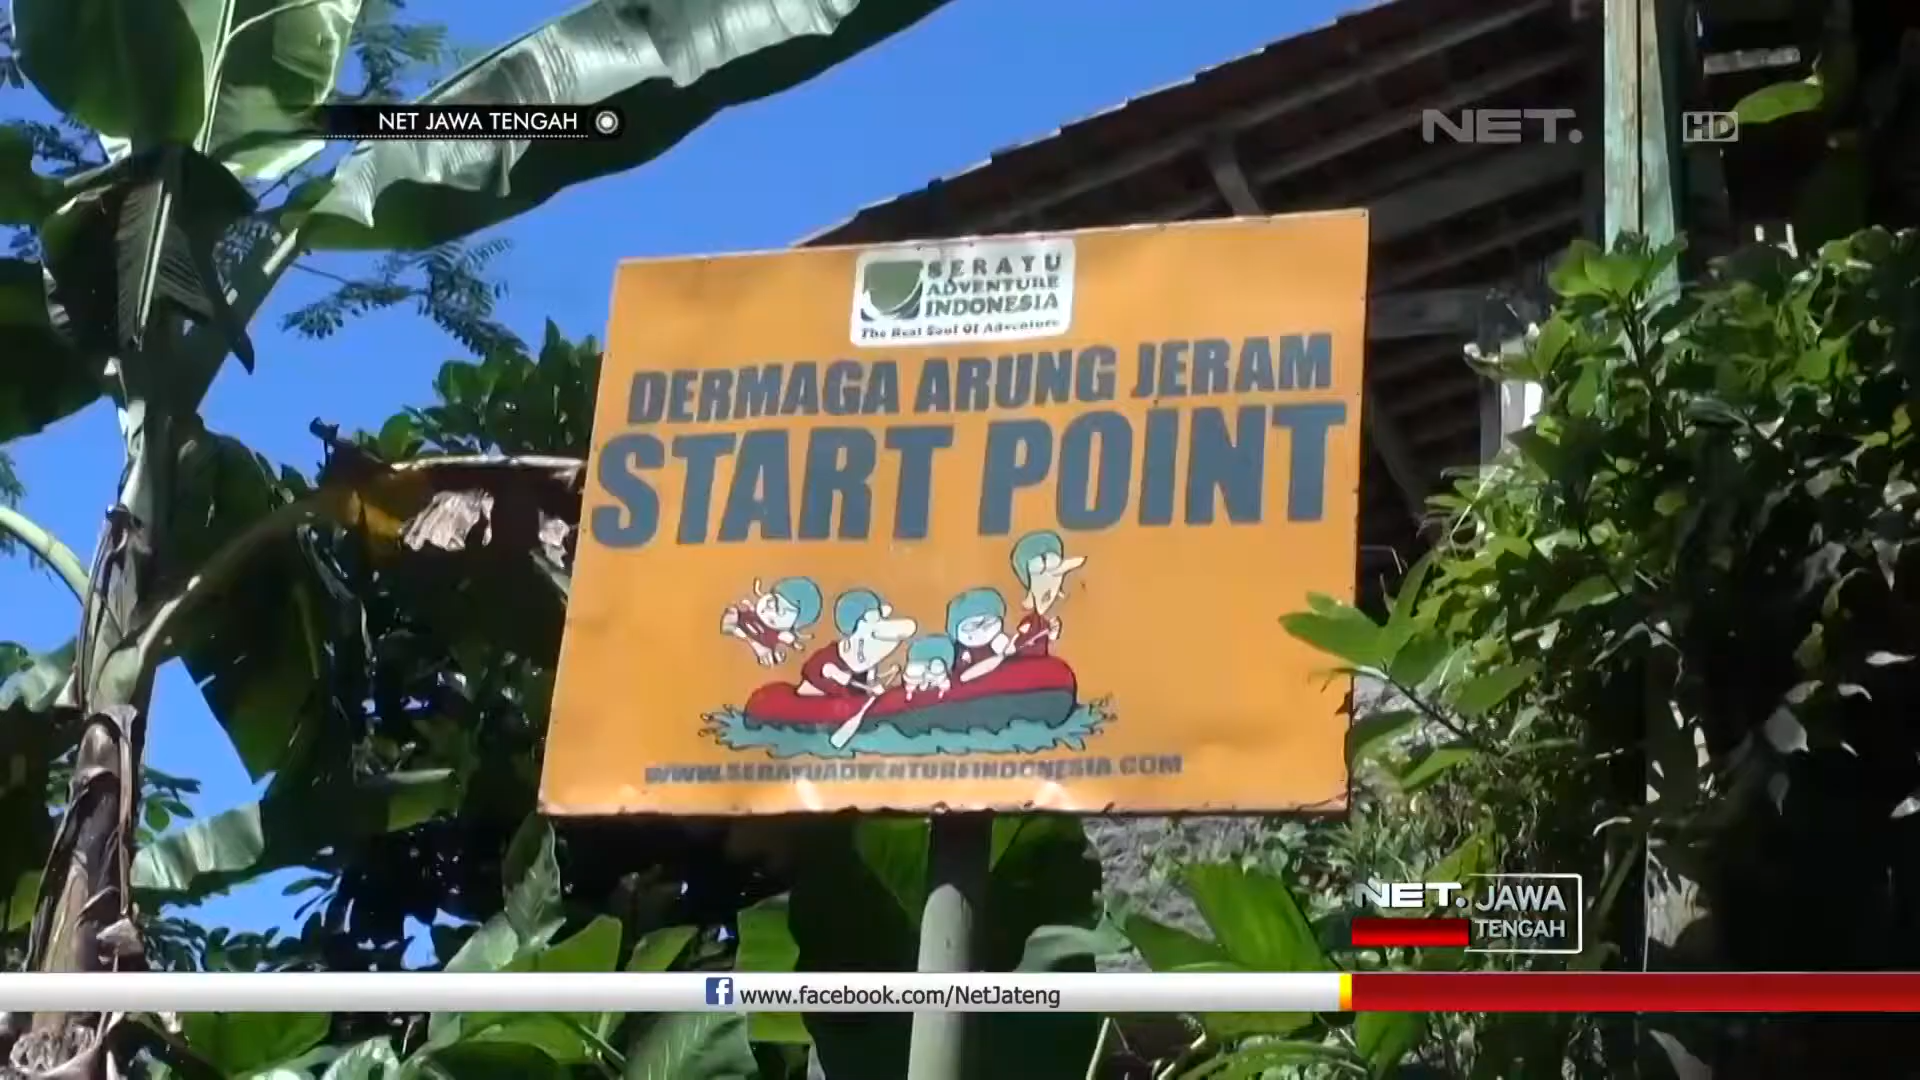 NET JAWA TENGAH
NET.
HD
SERAYU
ADVENTURE
INDONESIA
The Real Soul Of Adventure
DERMAGA ARUNG JERAM
START POINT
WWW.SERAYUADVENTUREINDONESIA.COM
NET. JAWA
TENGAH
www.facebook.com/NetJateng